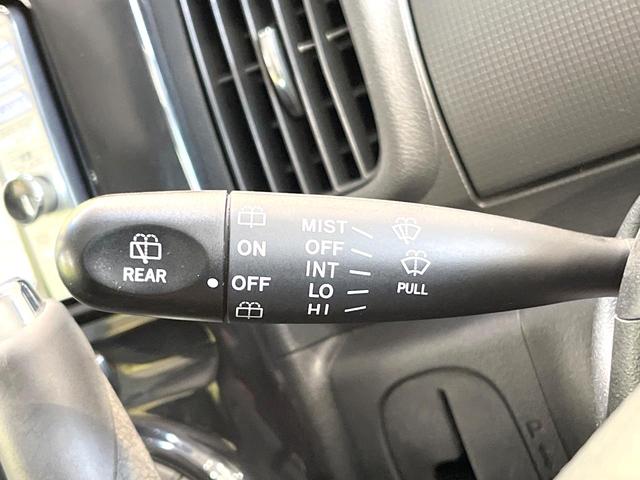 REAR
ON
OFF
MIST
OFF
INT
LO
HI
PULL
P